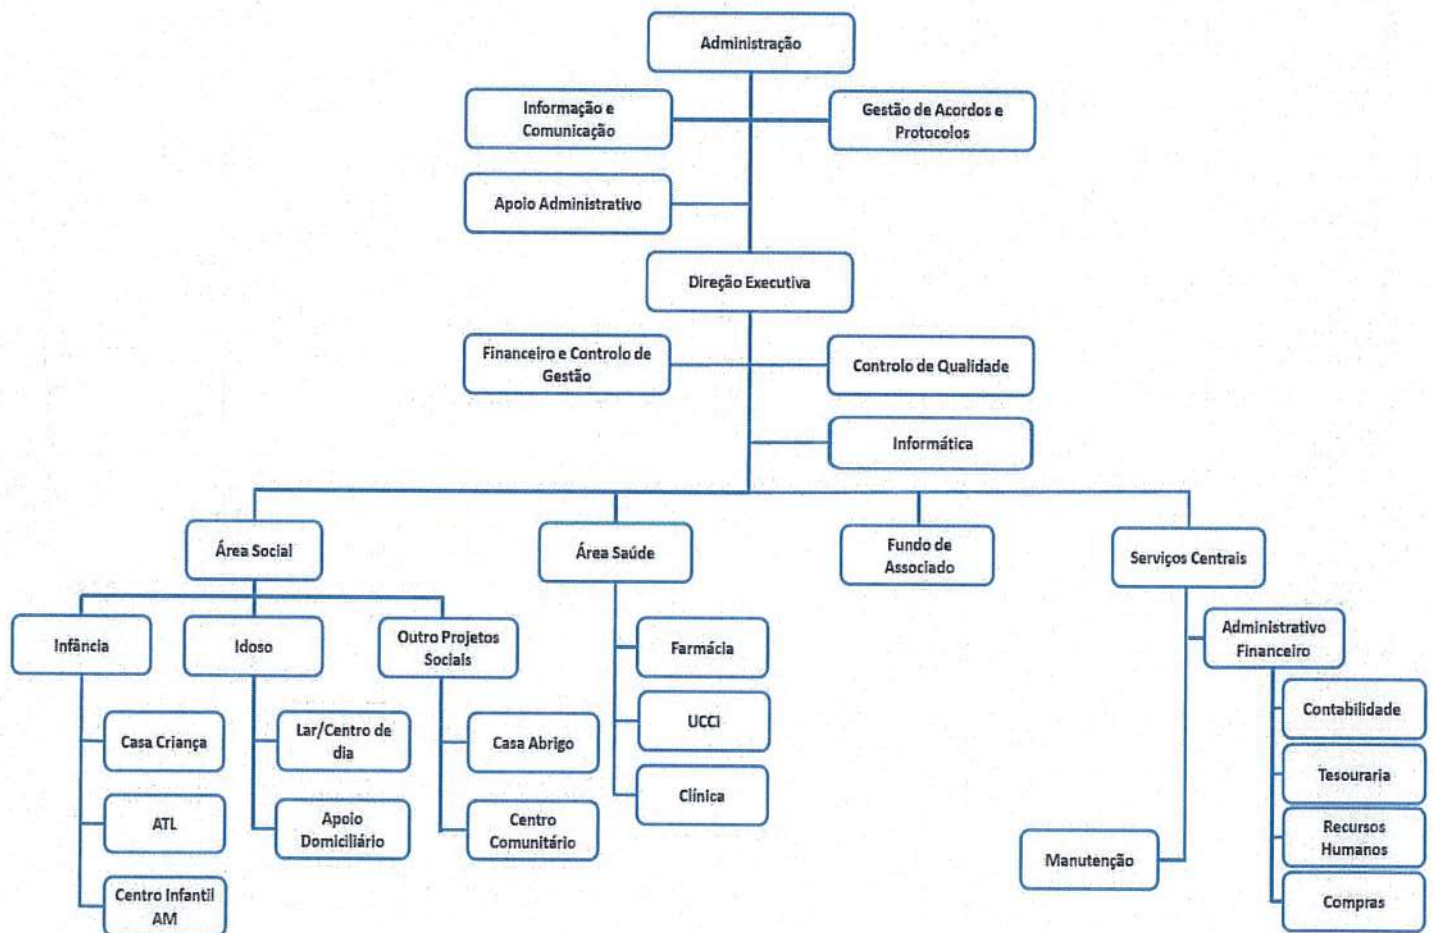 Administração
Informação e
Comunicação
Gestão de Acordos e
Protocolos
Apoio Administrativo
Direção Executiva
Financeiro e Controlo de
Gestão
Controlo de Qualidade
Informática
Área Social
Área Saúde
Fundo de
Associado
Serviços Centrais
Infância
Idoso
Outro Projetos
Sociais
Farmácia
Administrativo
Financeiro
Casa Criança
Lar/Centro de
dia
Casa Abrigo
UCCI
Contabilidade
ATL
Apoio
Domiciliário
Centro
Comunitário
Clínica
Tesouraria
Manutenção
Recursos
Humanos
Centro Infantil
AM
Compras